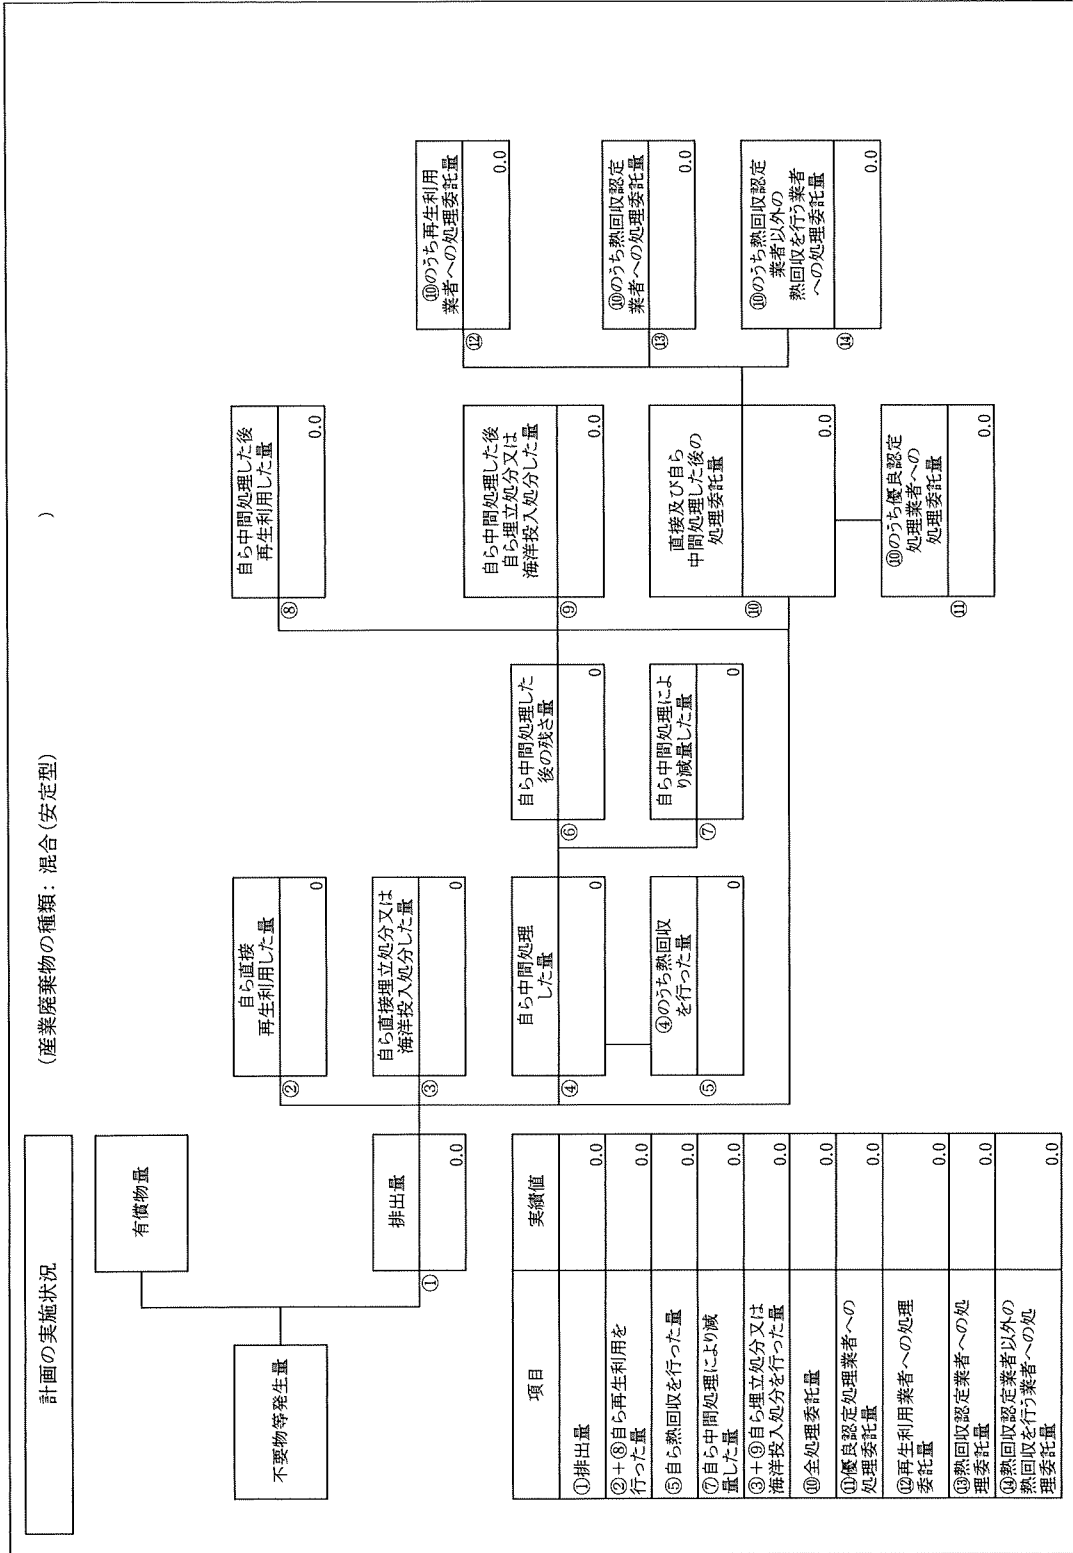 計画の実施状況
(産業廃棄物の種類： 混合(安定型)
)
不要物等発生量
有償物量
排出量
①
0.0
自ら直接
再生利用した量
②
0
自ら直接埋立処分又は
海洋投入処分した量
③
0
自ら中間処理
した量
④
0
④のうち熱回収
を行った量
⑤
0
自ら中間処理した
後の残さ量
⑥
0
自ら中間処理によ
り減量した量
⑦
0
自ら中間処理した後
再生利用した量
⑧
0.0
自ら中間処理した後
自ら埋立処分又は
海洋投入処分した量
⑨
0.0
直接及び自ら
中間処理した後の
処理委託量
⑩
0.0
⑩のうち優良認定
処理業者への
処理委託量
⑪
0.0
⑩のうち再生利用
業者への処理委託量
⑫
0.0
⑩のうち熱回収認定
業者への処理委託量
⑬
0.0
⑩のうち熱回収認定
業者以外の
熱回収を行う業者
への処理委託量
⑭
0.0
項目
実績値
①排出量
0.0
②＋⑧自ら再生利用を
行った量
0.0
⑤自ら熱回収を行った量
0.0
⑦自ら中間処理により減
量した量
0.0
③＋⑨自ら埋立処分又は
海洋投入処分を行った量
0.0
⑩全処理委託量
0.0
⑪優良認定処理業者への
処理委託量
0.0
⑫再生利用業者への処理
委託量
0.0
⑬熱回収認定業者への処
理委託量
0.0
⑭熱回収認定業者以外の
熱回収を行う業者への処
理委託量
0.0